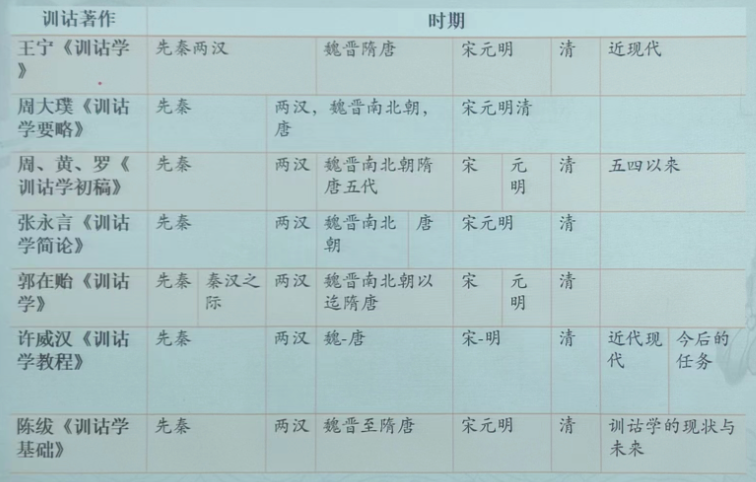 训诂著作 时期
王宁《训诂学 先秦两汉 魏晋隋唐 宋元明 清 近现代
》
周大璞《训诂 先秦 两汉，魏晋南北朝， 宋元明清
学要略》 唐
周、黄、罗《 先秦 两汉 魏晋南北朝隋 宋 元 清 五四以来
训诂学初稿》 唐五代 明
张永言《训诂 先秦 两汉 魏晋南北 唐 宋元明 清
学简论》 朝
郭在贻《训诂 先秦 秦汉之 两汉 魏晋南北朝以 宋 元 清
学》 际 迄隋唐 明
许威汉《训诂 先秦 两汉 魏-唐 宋-明 清 近代现 今后的
学教程》 代 任务
陈绂《训诂学 先秦 两汉 魏晋至隋唐 宋元明 清 训诂学的现状与
基础》 未来